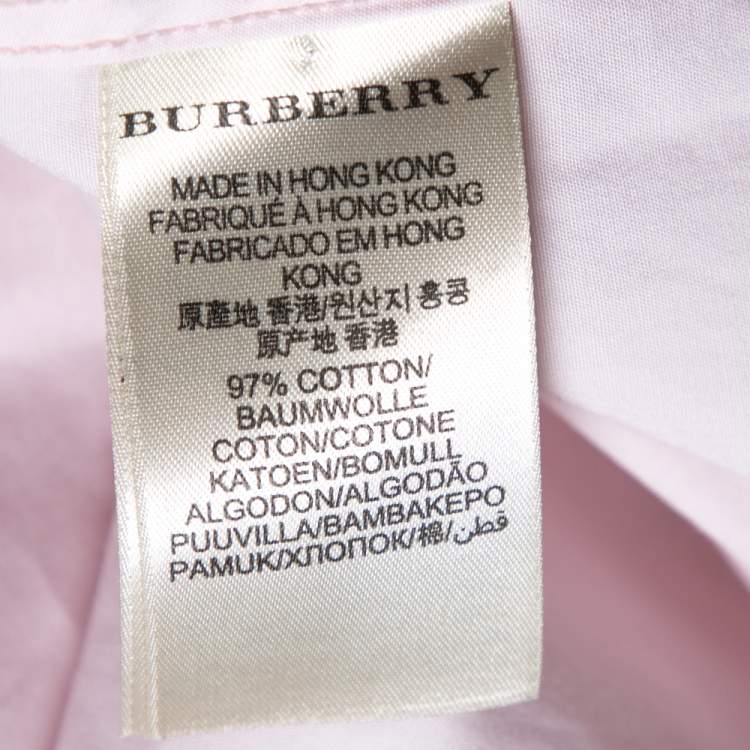 BURBERRY
MADE IN HONG KONG
FABRIQUÉ À HONG KONG
FABRICADO EM HONG
KONG
原產地 香港/원산지 홍콩
原产地 香港
97% COTTON/
BAUMWOLLE
COTON/COTONE
KATOEN/BOMULL
ALGODON/ALGODÃO
PUUVILLA/BAMBAKEPO
PAMUK/ХЛОПОК/棉/قطن